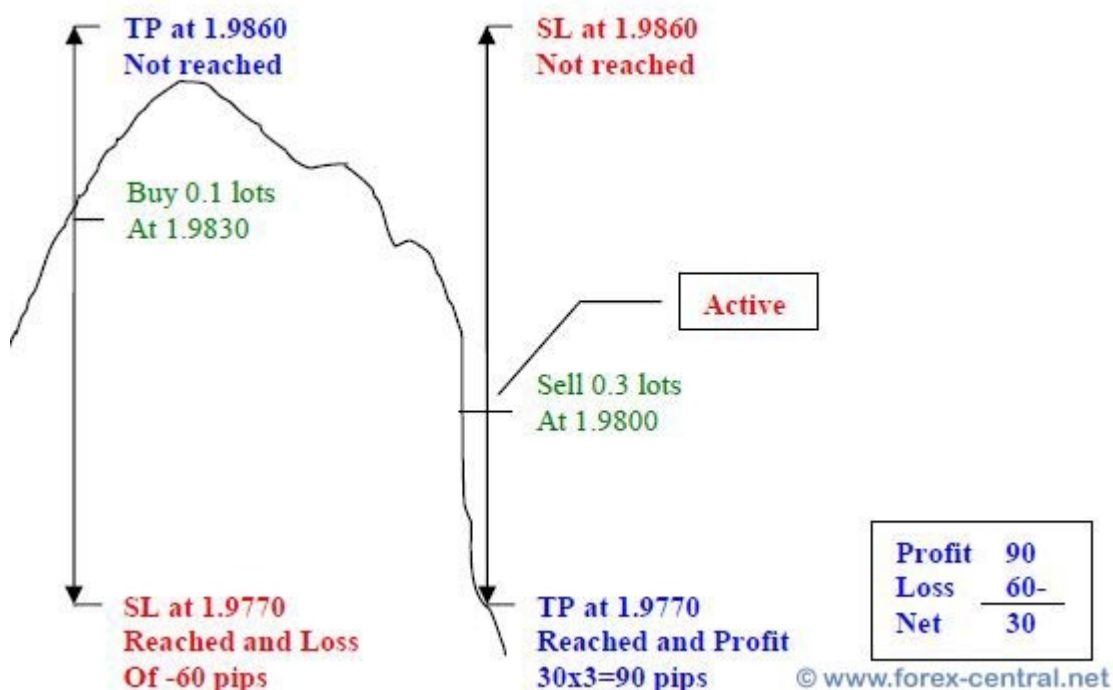 TP at 1.9860
Not reached
SL at 1.9860
Not reached
Buy 0.1 lots
At 1.9830
Active
Sell 0.3 lots
At 1.9800
SL at 1.9770
Reached and Loss
Of -60 pips
TP at 1.9770
Reached and Profit
30x3=90 pips
Profit 90
Loss 60-
Net 30
© www.forex-central.net